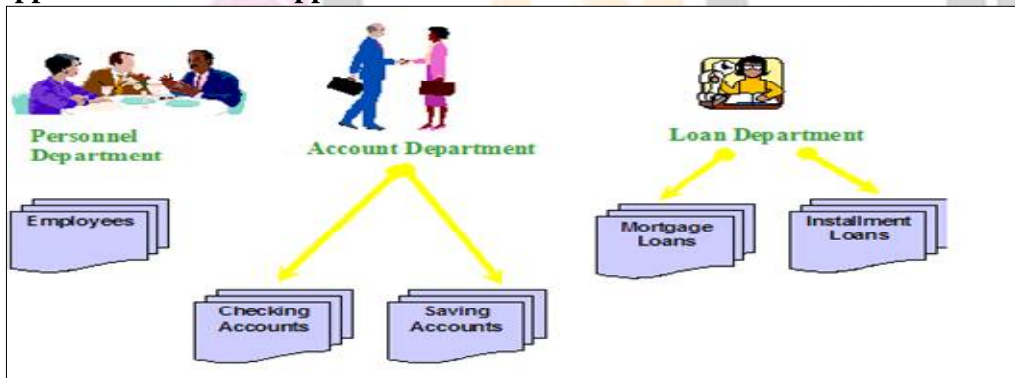 Personnel
Department
Account Department
Loan Department
Employees
Mortgage
Loans
Installment
Loans
Checking
Accounts
Saving
Accounts